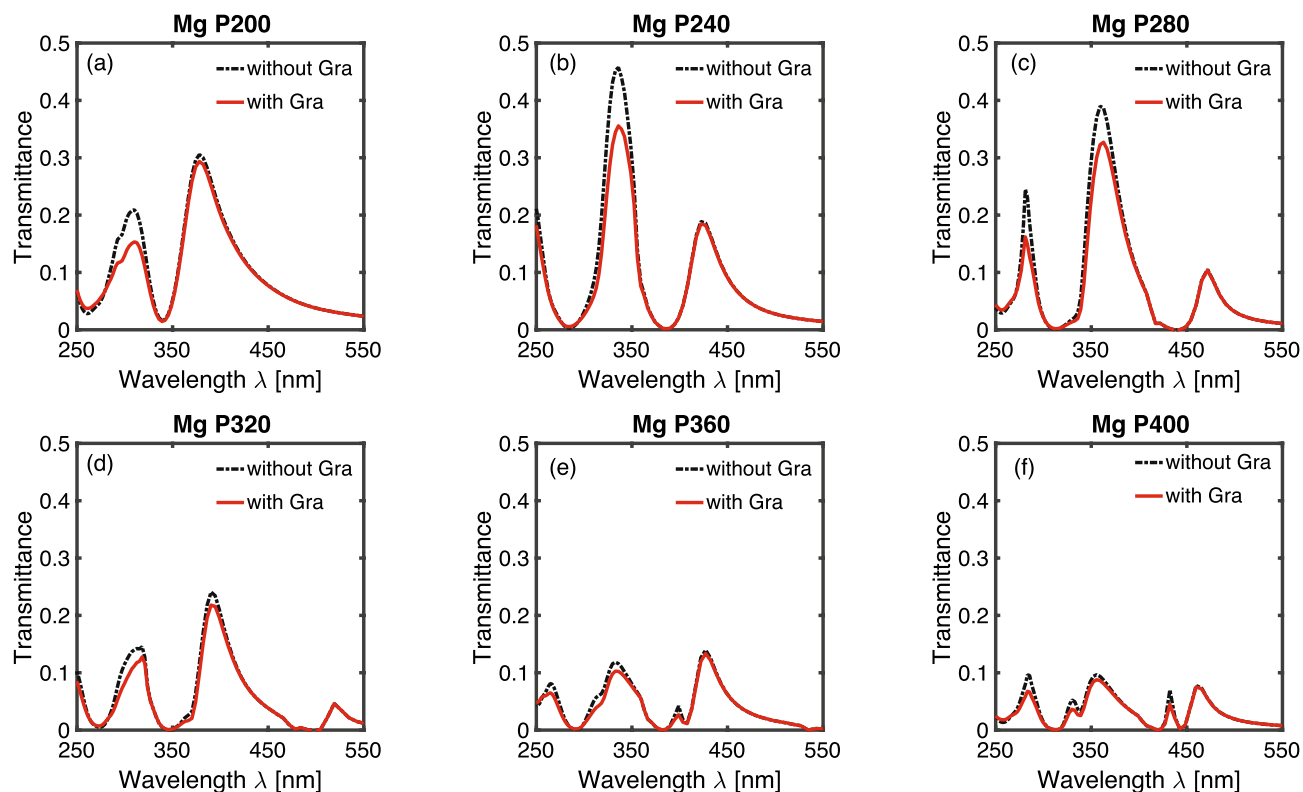 Mg P200
(a)
without Gra
with Gra
0.5
0.4
0.3
0.2
0.1
0
Transmittance
250
350
450
550
Wavelength λ [nm]
Mg P240
(b)
without Gra
with Gra
0.5
0.4
0.3
0.2
0.1
0
Transmittance
250
350
450
550
Wavelength λ [nm]
Mg P280
(c)
without Gra
with Gra
0.5
0.4
0.3
0.2
0.1
0
Transmittance
250
350
450
550
Wavelength λ [nm]
Mg P320
(d)
without Gra
with Gra
0.5
0.4
0.3
0.2
0.1
0
Transmittance
250
350
450
550
Wavelength λ [nm]
Mg P360
(e)
without Gra
with Gra
0.5
0.4
0.3
0.2
0.1
0
Transmittance
250
350
450
550
Wavelength λ [nm]
Mg P400
(f)
without Gra
with Gra
0.5
0.4
0.3
0.2
0.1
0
Transmittance
250
350
450
550
Wavelength λ [nm]